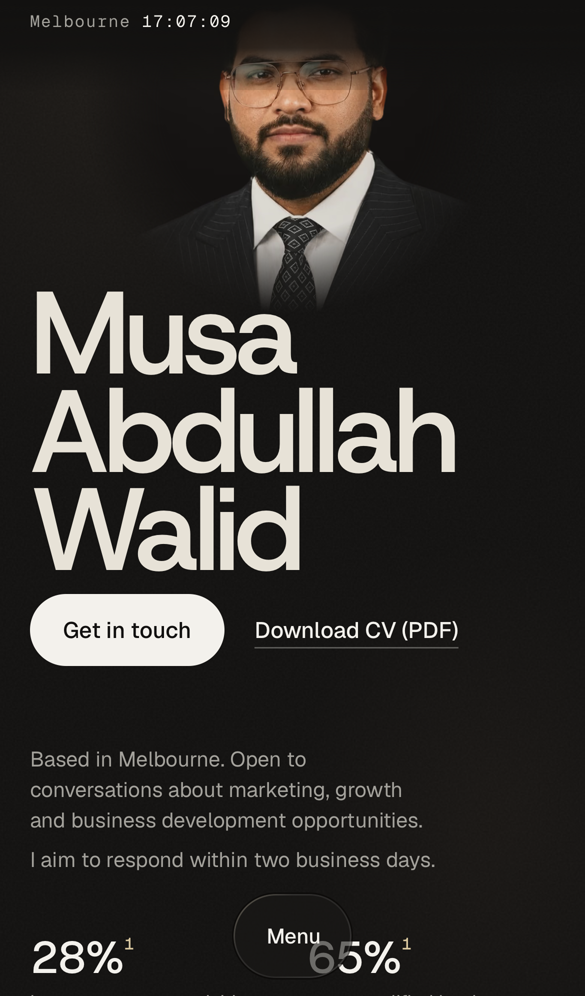 Melbourne 17:07:09
Musa
Abdullah
Walid
Get in touch
Download CV (PDF)
Based in Melbourne. Open to
conversations about marketing, growth
and business development opportunities.
I aim to respond within two business days.
Menu
28%1
65%1